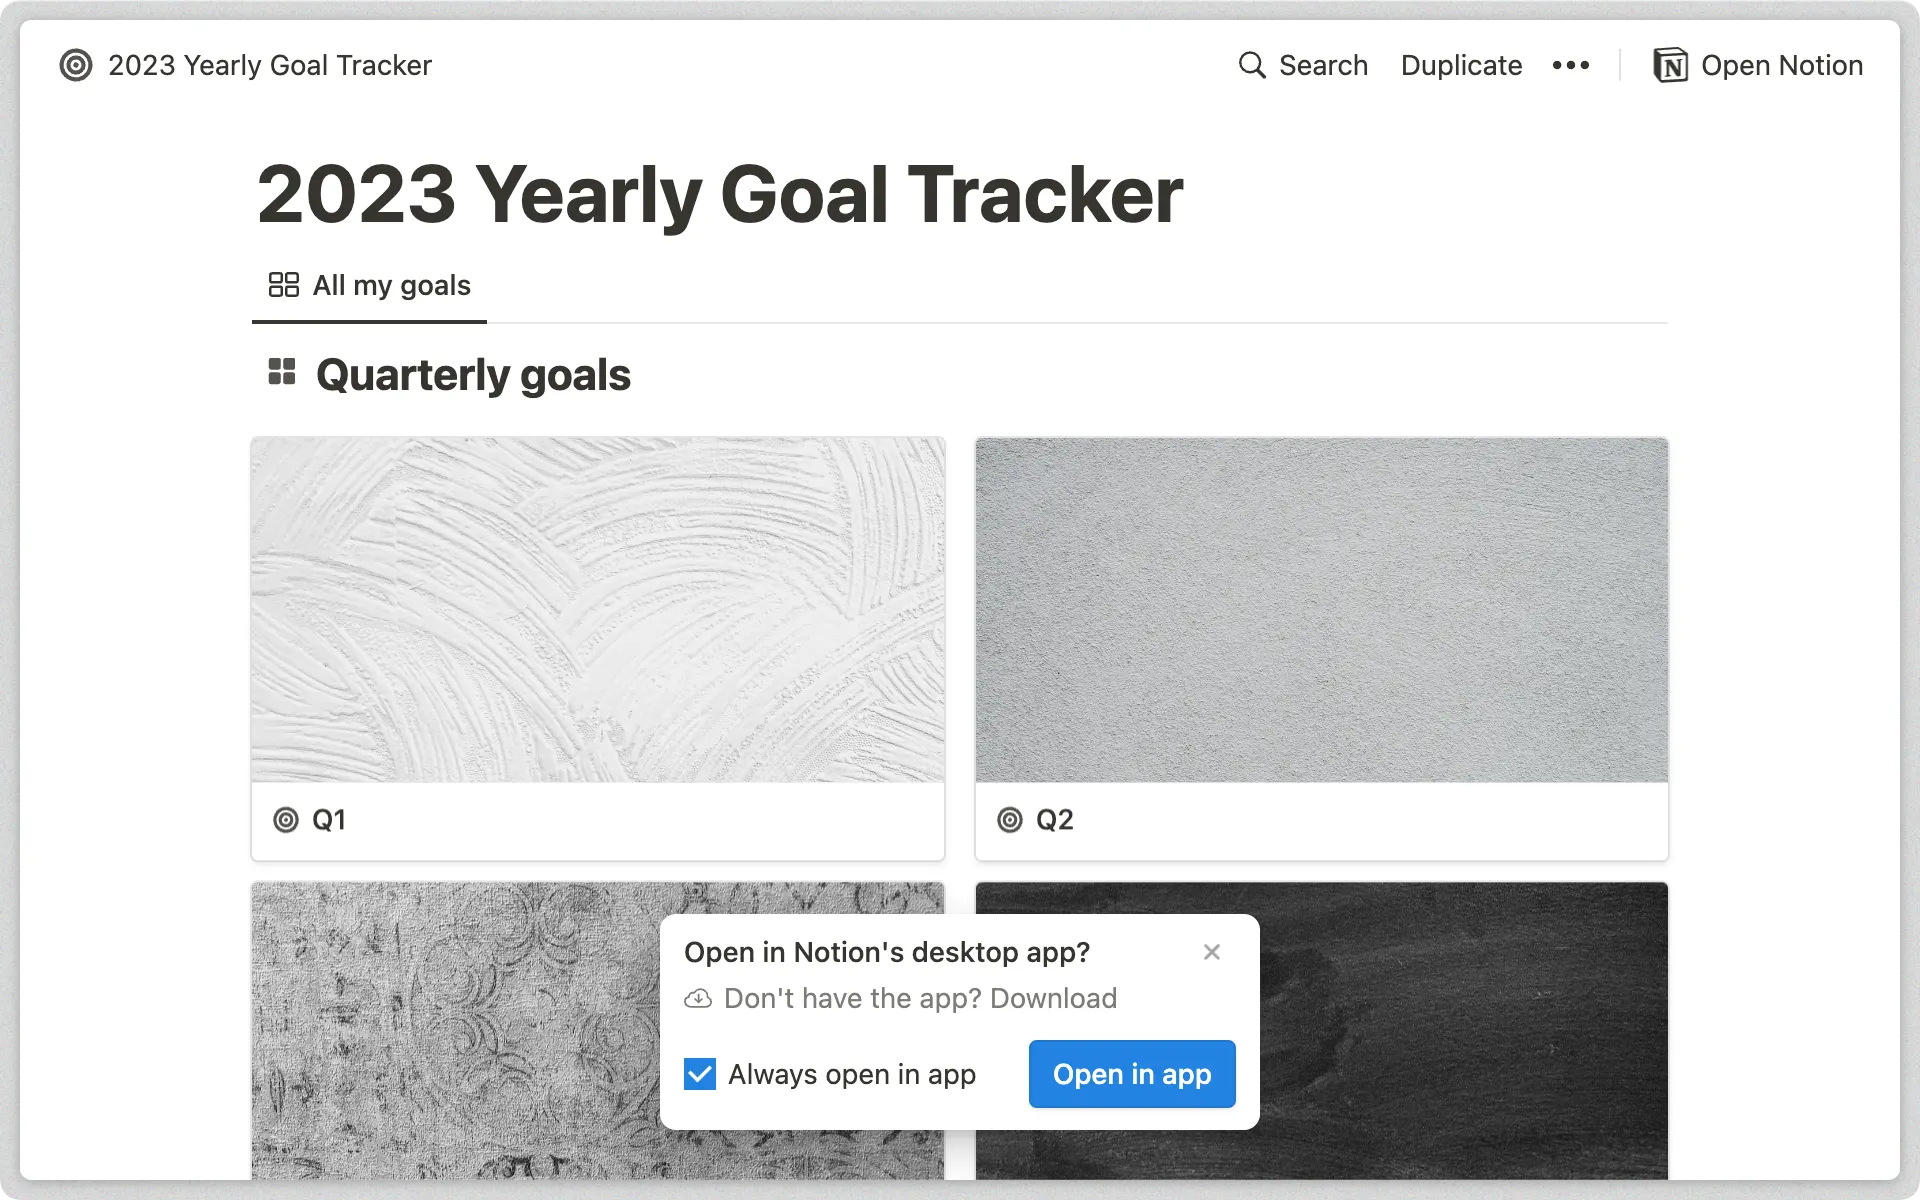 2023 Yearly Goal Tracker
Search Duplicate ••• Open Notion
2023 Yearly Goal Tracker
All my goals
Quarterly goals
Q1
Q2
Open in Notion's desktop app?
Don't have the app? Download
Always open in app
Open in app